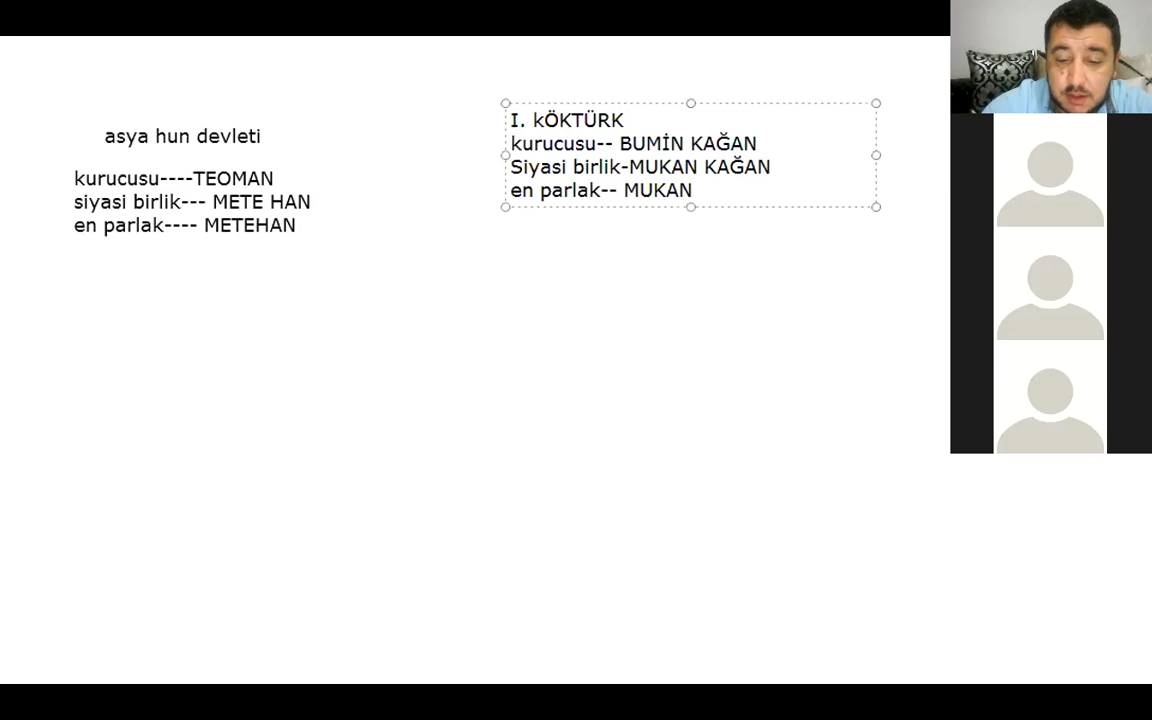 asya hun devleti
kurucusu----TEOMAN
siyasi birlik--- METE HAN
en parlak---- METEHAN
I. kÖKTÜRK
kurucusu-- BUMİN KAĞAN
Siyasi birlik-MUKAN KAĞAN
en parlak-- MUKAN